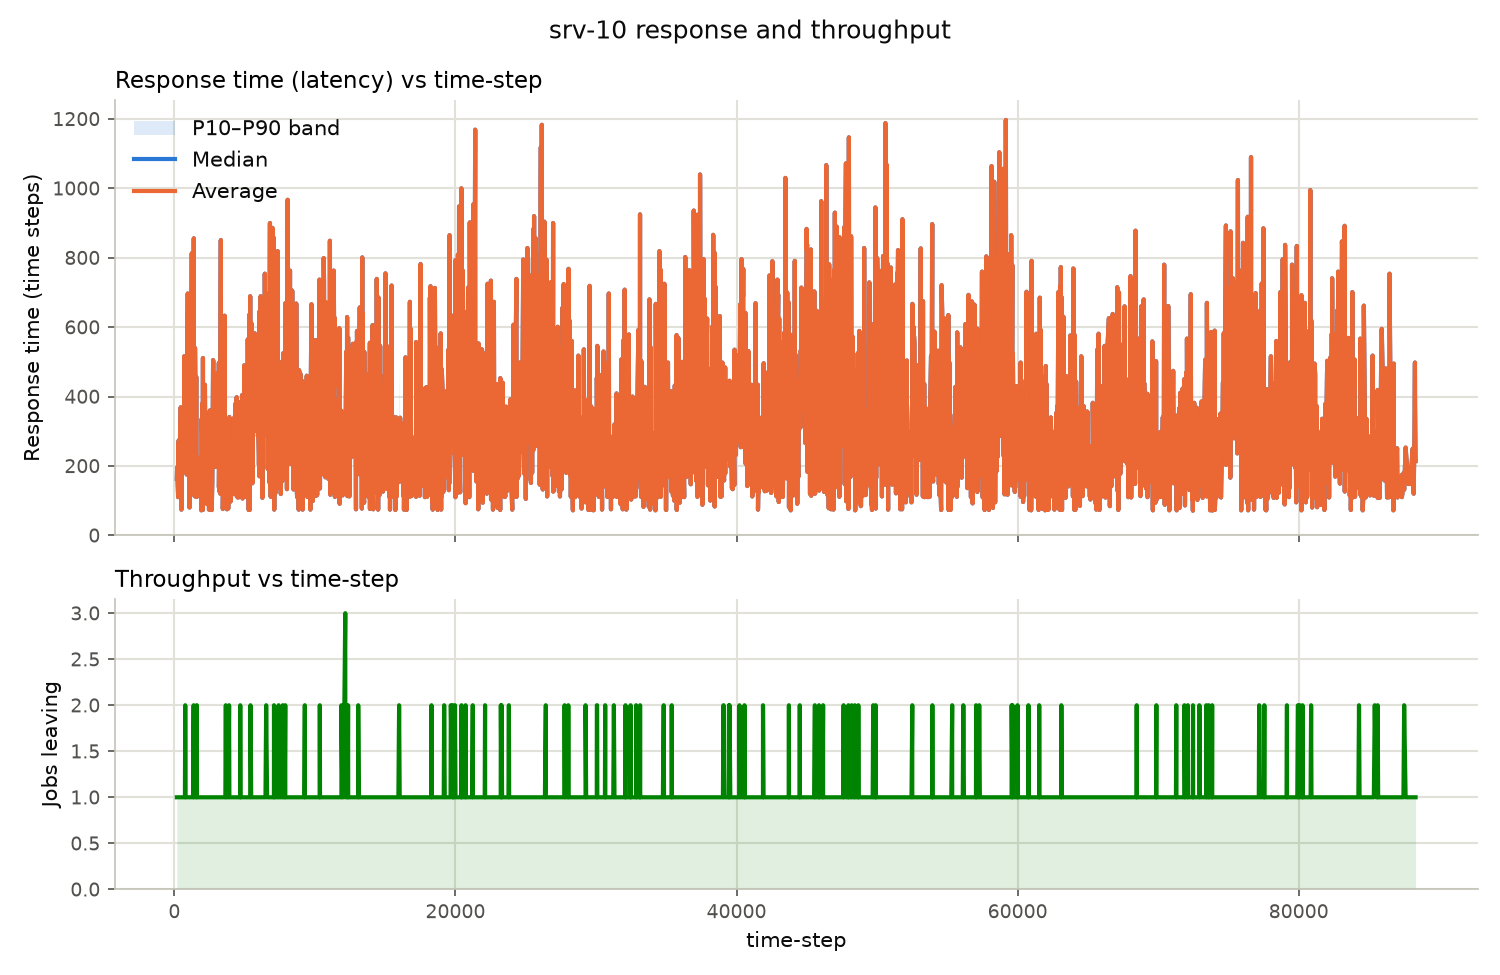 srv-10 response and throughput
Response time (latency) vs time-step
1200
1000
800
600
400
200
0
Response time (time steps)
P10–P90 band
Median
Average
Throughput vs time-step
3.0
2.5
2.0
1.5
1.0
0.5
0.0
Jobs leaving
0
20000
40000
60000
80000
time-step